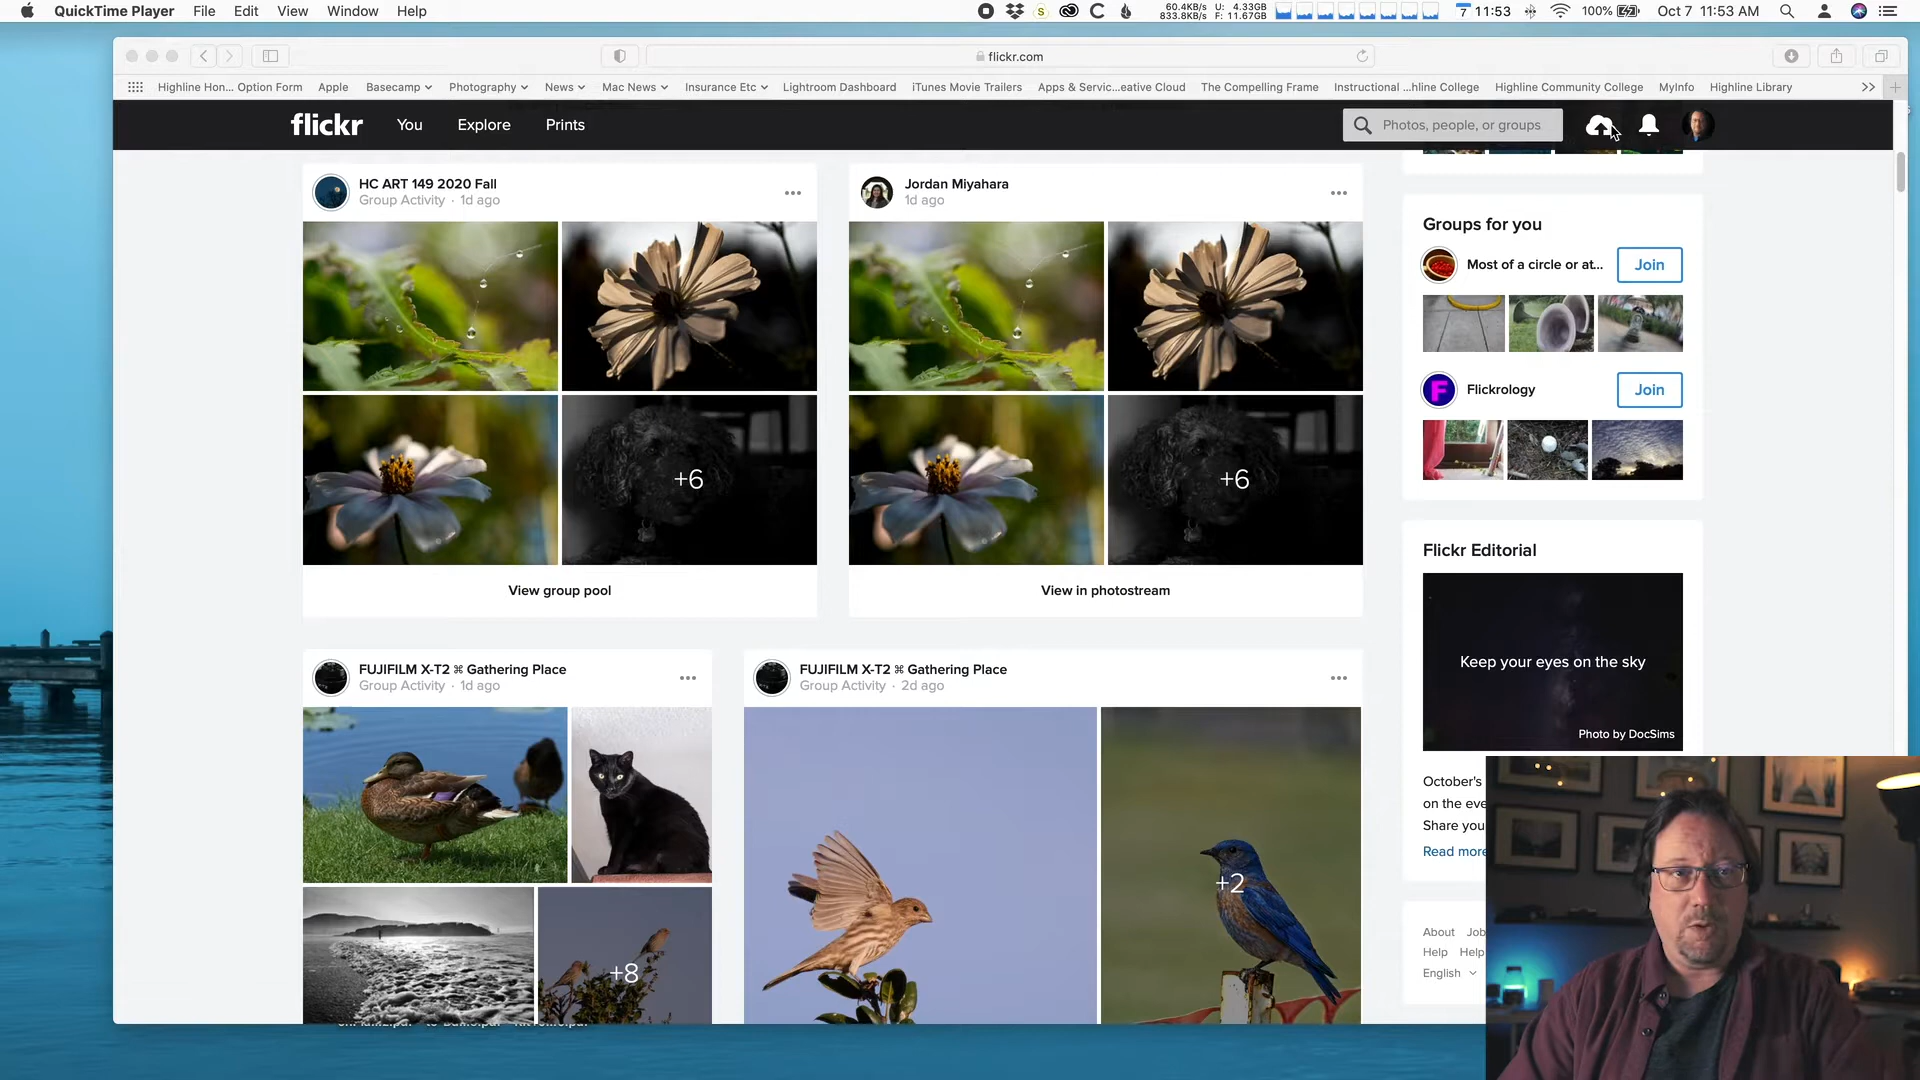 QuickTime Player File Edit View Window Help
60.4KB/s U: 4.33GB
833.8KB/s F: 11.67GB
7 11:53 100% Oct 7 11:53 AM
flickr.com
Highline Hon... Option Form Apple Basecamp Photography News Mac News Insurance Etc Lightroom Dashboard iTunes Movie Trailers Apps & Servic...eative Cloud The Compelling Frame Instructional ...hline College Highline Community College MyInfo Highline Library
flickr You Explore Prints Photos, people, or groups
HC ART 149 2020 Fall
Group Activity · 1d ago
+6
View group pool
Jordan Miyahara
1d ago
+6
View in photostream
FUJIFILM X-T2 ⌘ Gathering Place
Group Activity · 1d ago
+8
FUJIFILM X-T2 ⌘ Gathering Place
Group Activity · 2d ago
+2
Groups for you
Most of a circle or at... Join
F Flickrology Join
Flickr Editorial
Keep your eyes on the sky
Photo by DocSims
October's
on the eve
Share you
Read more
About Job
Help Help
English